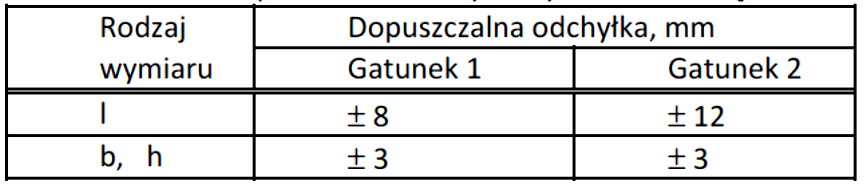 Rodzaj wymiaru Dopuszczalna odchyłka, mm
Gatunek 1 Gatunek 2
l ± 8 ± 12
b, h ± 3 ± 3